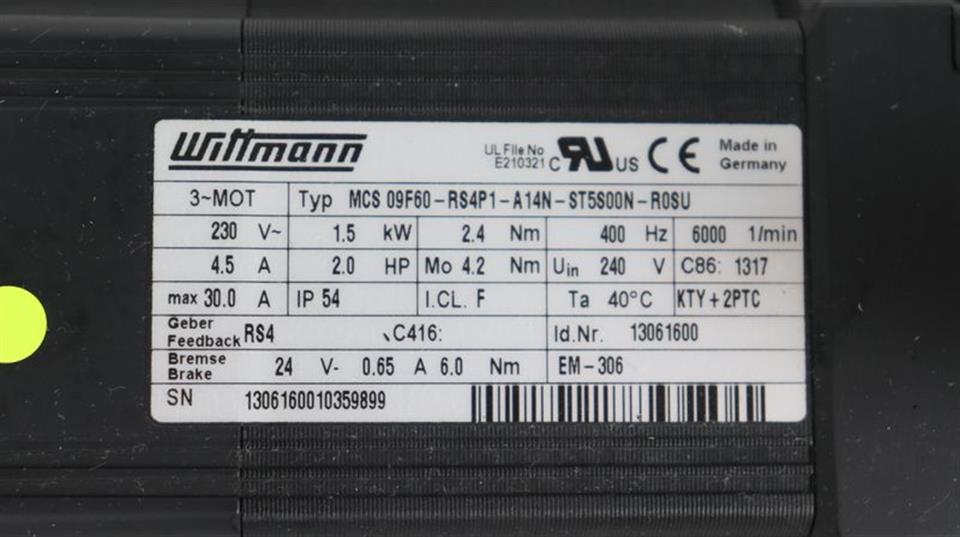 Wittmann UL File No E210321 c RU US CE Made in Germany
3~MOT Typ MCS 09F60-RS4P1-A14N-ST5S00N-R0SU
230 V~ 1.5 kW 2.4 Nm 400 Hz 6000 1/min
4.5 A 2.0 HP Mo 4.2 Nm Uin 240 V C86: 1317
max 30.0 A IP 54 I.CL. F Ta 40°C KTY+2PTC
Geber Feedback RS4 C416: Id.Nr. 13061600
Bremse Brake 24 V- 0.65 A 6.0 Nm EM-306
SN 1306160010359899